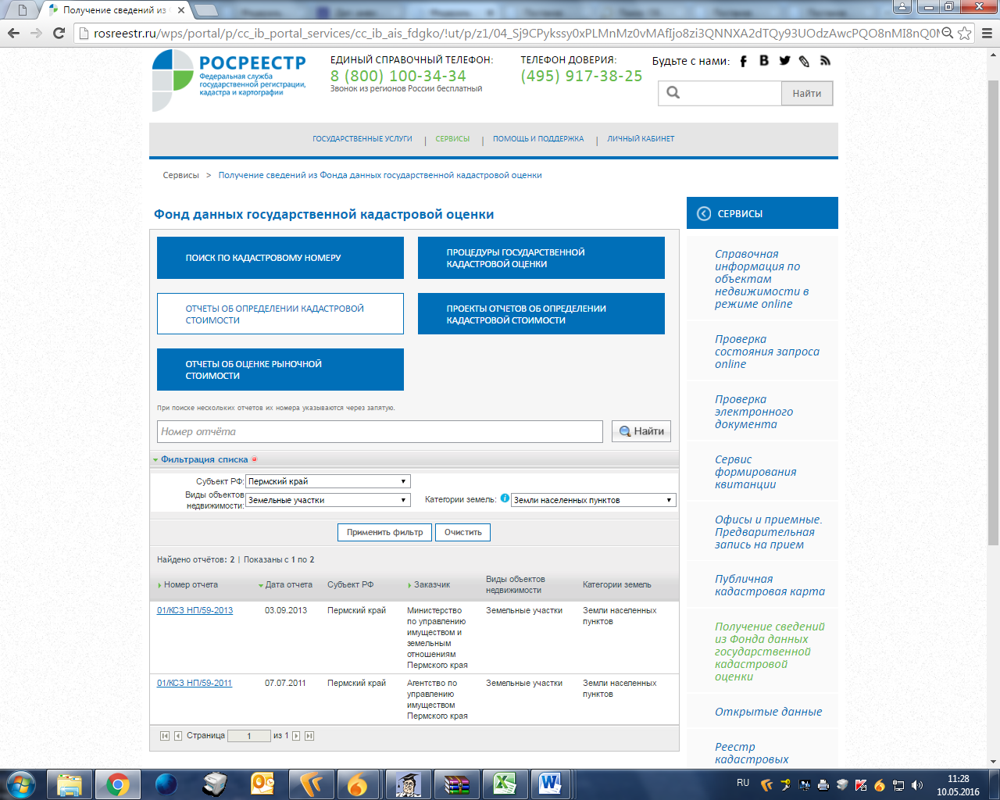 Получение сведений из
rosreestr.ru/wps/portal/p/cc_ib_portal_services/cc_ib_ais_fdgko/!ut/p/z1/04_Sj9CPykssy0xPLMnMz0vMAfIjo8zi3QNNXA2dTQy93UOdzAwcPQO8nMI8nQ0
РОСРЕЕСТР
Федеральная служба
государственной регистрации,
кадастра и картографии
ЕДИНЫЙ СПРАВОЧНЫЙ ТЕЛЕФОН:
8 (800) 100-34-34
Звонок из регионов России бесплатный
ТЕЛЕФОН ДОВЕРИЯ:
(495) 917-38-25
Будьте с нами:
Найти
ГОСУДАРСТВЕННЫЕ УСЛУГИ | СЕРВИСЫ | ПОМОЩЬ И ПОДДЕРЖКА | ЛИЧНЫЙ КАБИНЕТ
Сервисы > Получение сведений из Фонда данных государственной кадастровой оценки
Фонд данных государственной кадастровой оценки
ПОИСК ПО КАДАСТРОВОМУ НОМЕРУ
ПРОЦЕДУРЫ ГОСУДАРСТВЕННОЙ
КАДАСТРОВОЙ ОЦЕНКИ
ОТЧЕТЫ ОБ ОПРЕДЕЛЕНИИ КАДАСТРОВОЙ
СТОИМОСТИ
ПРОЕКТЫ ОТЧЕТОВ ОБ ОПРЕДЕЛЕНИИ
КАДАСТРОВОЙ СТОИМОСТИ
ОТЧЕТЫ ОБ ОЦЕНКЕ РЫНОЧНОЙ
СТОИМОСТИ
При поиске нескольких отчетов их номера указываются через запятую.
Номер отчёта
Найти
Фильтрация списка
Субъект РФ: Пермский край
Виды объектов
недвижимости: Земельные участки
Категории земель: Земли населенных пунктов
Применить фильтр
Очистить
Найдено отчётов: 2 | Показаны с 1 по 2
Номер отчета
Дата отчета
Субъект РФ
Заказчик
Виды объектов
недвижимости
Категории земель
01/КСЗ НП/59-2013
03.09.2013
Пермский край
Министерство
по управлению
имуществом и
земельным
отношениям
Пермского края
Земельные участки
Земли населенных
пунктов
01/КСЗ НП/59-2011
07.07.2011
Пермский край
Агентство по
управлению
имуществом
Пермского края
Земельные участки
Земли населенных
пунктов
Страница 1 из 1
СЕРВИСЫ
Справочная
информация по
объектам
недвижимости в
режиме online
Проверка
состояния запроса
online
Проверка
электронного
документа
Сервис
формирования
квитанции
Офисы и приемные.
Предварительная
запись на прием
Публичная
кадастровая карта
Получение сведений
из Фонда данных
государственной
кадастровой
оценки
Открытые данные
Реестр
кадастровых
RU
11:28
10.05.2016